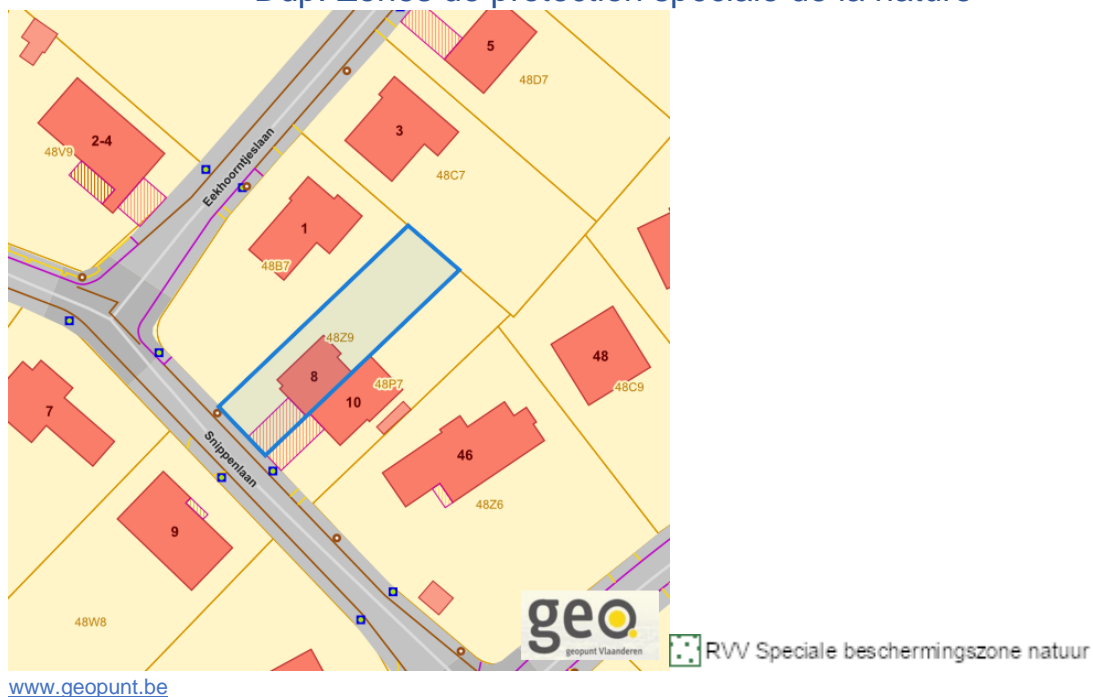 5
48D7
2-4
48V9
3
48C7
Eekhoorntjeslaan
1
48B7
48Z9
8
48P7
10
48
48C9
7
Snippenlaan
46
48Z6
9
48W8
geo.
geopunt Vlaanderen
RVV Speciale beschermingszone natuur
www.geopunt.be